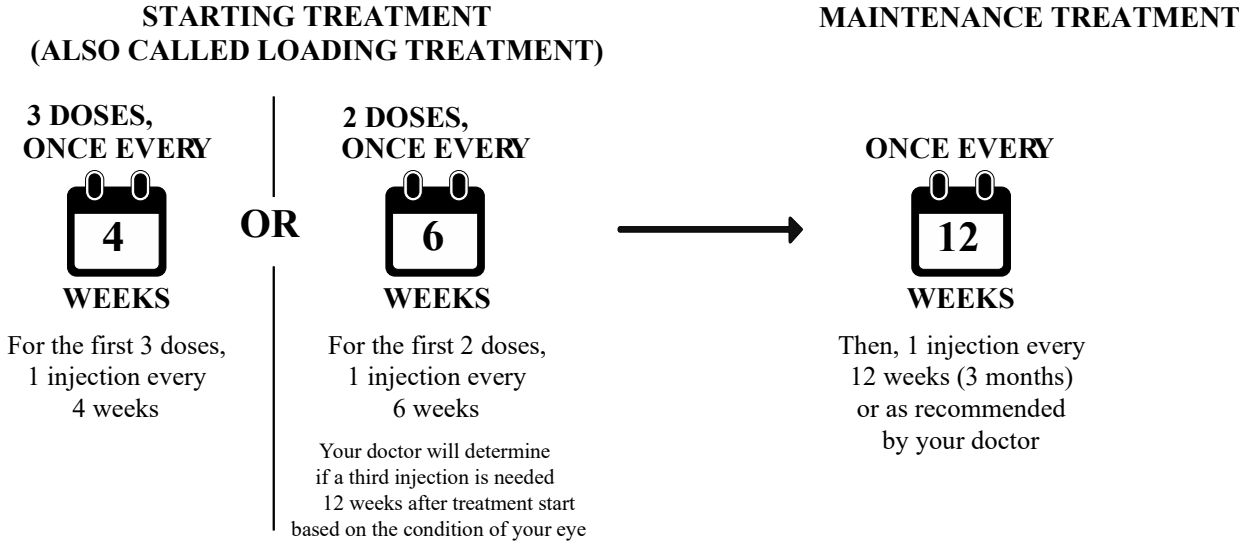 STARTING TREATMENT
(ALSO CALLED LOADING TREATMENT)
3 DOSES,
ONCE EVERY
4
WEEKS
For the first 3 doses,
1 injection every
4 weeks
OR
2 DOSES,
ONCE EVERY
6
WEEKS
For the first 2 doses,
1 injection every
6 weeks
Your doctor will determine
if a third injection is needed
12 weeks after treatment start
based on the condition of your eye
MAINTENANCE TREATMENT
ONCE EVERY
12
WEEKS
Then, 1 injection every
12 weeks (3 months)
or as recommended
by your doctor